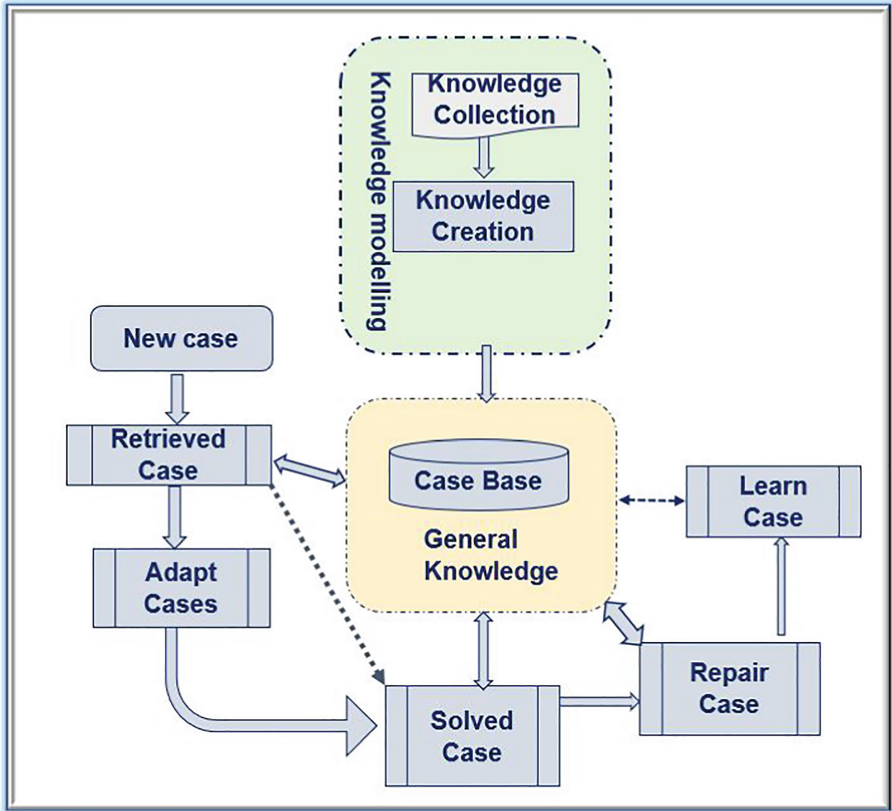 Knowledge
Collection
Knowledge modelling
Knowledge
Creation
New case
Retrieved
Case
Case Base
Learn
Case
General
Knowledge
Adapt
Cases
Repair
Case
Solved
Case